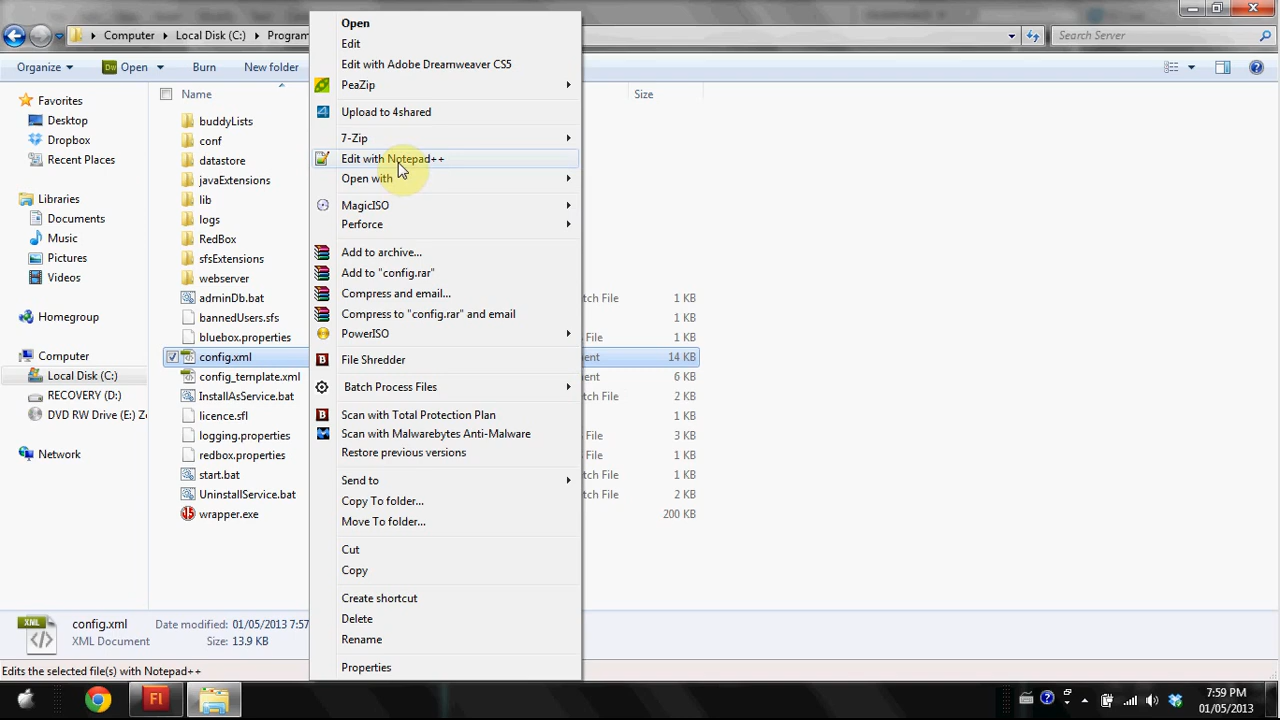 Computer
Local Disk (C:)
Search Server
Organize
Open
Burn
New folder
Favorites
Desktop
Dropbox
Recent Places
Libraries
Documents
Music
Pictures
Videos
Homegroup
Computer
Local Disk (C:)
RECOVERY (D:)
DVD RW Drive (E:)
Network
Name
Size
buddyLists
conf
datastore
javaExtensions
lib
logs
RedBox
sfsExtensions
webserver
adminDb.bat
tch File 1 KB
bannedUsers.sfs
File 1 KB
bluebox.properties
File 1 KB
config.xml
ent 14 KB
config_template.xml
ent 6 KB
InstallAsService.bat
tch File 2 KB
licence.sfl
File 1 KB
logging.properties
File 3 KB
redbox.properties
File 1 KB
start.bat
tch File 1 KB
UninstallService.bat
tch File 2 KB
wrapper.exe
200 KB
Open
Edit
Edit with Adobe Dreamweaver CS5
PeaZip
Upload to 4shared
7-Zip
Edit with Notepad++
Open with
MagicISO
Perforce
Add to archive...
Add to "config.rar"
Compress and email...
Compress to "config.rar" and email
PowerISO
File Shredder
Batch Process Files
Scan with Total Protection Plan
Scan with Malwarebytes Anti-Malware
Restore previous versions
Send to
Copy To folder...
Move To folder...
Cut
Copy
Create shortcut
Delete
Rename
Properties
config.xml Date modified: 01/05/2013 7:57
XML Document Size: 13.9 KB
Edits the selected file(s) with Notepad++
7:59 PM
01/05/2013